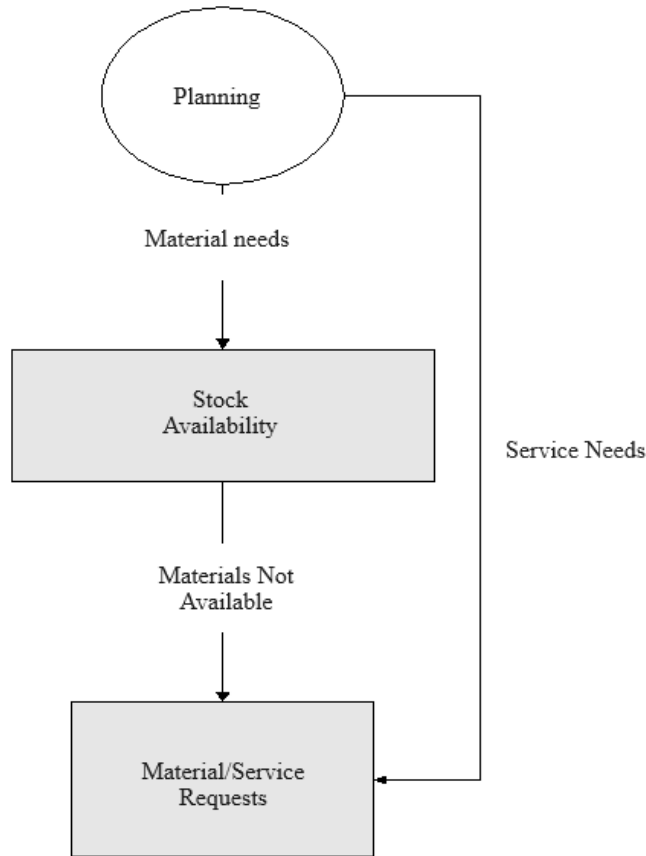 Planning
Material needs
Stock
Availability
Service Needs
Materials Not
Available
Material/Service
Requests